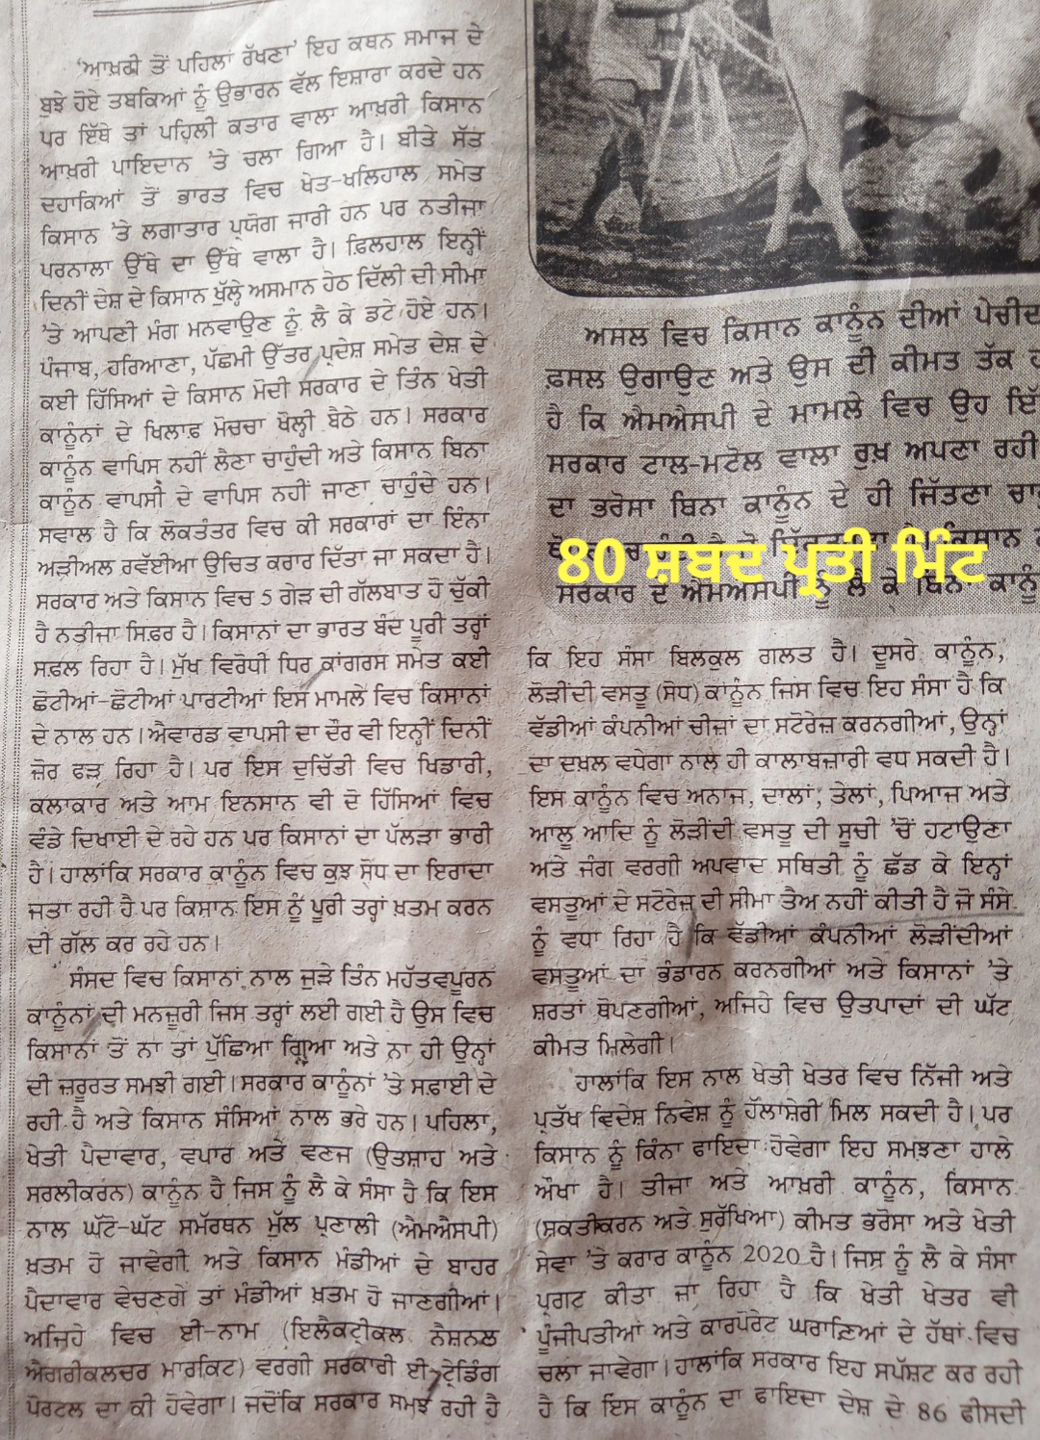 'ਆਖ਼ਰੀ ਤੋਂ ਪਹਿਲਾਂ ਰੱਖਣਾ' ਇਹ ਕਥਨ ਸਮਾਜ ਦੇ
ਬੁਝੇ ਹੋਏ ਤਬਕਿਆਂ ਨੂੰ ਉਭਾਰਨ ਵੱਲ ਇਸ਼ਾਰਾ ਕਰਦੇ ਹਨ
ਪਰ ਇੱਥੇ ਤਾਂ ਪਹਿਲੀ ਕਤਾਰ ਵਾਲਾ ਆਖ਼ਰੀ ਕਿਸਾਨ
ਆਖ਼ਰੀ ਪਾਇਦਾਨ 'ਤੇ ਚਲਾ ਗਿਆ ਹੈ। ਬੀਤੇ ਸੱਤ
ਦਹਾਕਿਆਂ ਤੋਂ ਭਾਰਤ ਵਿਚ ਖੇਤ-ਖਲਿਹਾਲ ਸਮੇਤ
ਕਿਸਾਨ 'ਤੇ ਲਗਾਤਾਰ ਪ੍ਰਯੋਗ ਜਾਰੀ ਹਨ ਪਰ ਨਤੀਜਾ
ਪਰਨਾਲਾ ਉੱਥੇ ਦਾ ਉੱਥੇ ਵਾਲਾ ਹੈ। ਫ਼ਿਲਹਾਲ ਇਨ੍ਹੀਂ
ਦਿਨੀਂ ਦੇਸ਼ ਦੇ ਕਿਸਾਨ ਖੁੱਲ੍ਹੇ ਅਸਮਾਨ ਹੇਠ ਦਿੱਲੀ ਦੀ ਸੀਮਾ
'ਤੇ ਆਪਣੀ ਮੰਗ ਮਨਵਾਉਣ ਨੂੰ ਲੈ ਕੇ ਡਟੇ ਹੋਏ ਹਨ।
ਪੰਜਾਬ, ਹਰਿਆਣਾ, ਪੱਛਮੀ ਉੱਤਰ ਪ੍ਰਦੇਸ਼ ਸਮੇਤ ਦੇਸ਼ ਦੇ
ਕਈ ਹਿੱਸਿਆਂ ਦੇ ਕਿਸਾਨ ਮੋਦੀ ਸਰਕਾਰ ਦੇ ਤਿੰਨ ਖੇਤੀ
ਕਾਨੂੰਨਾਂ ਦੇ ਖਿਲਾਫ਼ ਮੋਰਚਾ ਖੋਲ੍ਹੀ ਬੈਠੇ ਹਨ। ਸਰਕਾਰ
ਕਾਨੂੰਨ ਵਾਪਿਸ ਨਹੀਂ ਲੈਣਾ ਚਾਹੁੰਦੀ ਅਤੇ ਕਿਸਾਨ ਬਿਨਾ
ਕਾਨੂੰਨ ਵਾਪਸੀ ਦੇ ਵਾਪਿਸ ਨਹੀਂ ਜਾਣਾ ਚਾਹੁੰਦੇ ਹਨ।
ਸਵਾਲ ਹੈ ਕਿ ਲੋਕਤੰਤਰ ਵਿਚ ਕੀ ਸਰਕਾਰਾਂ ਦਾ ਇੰਨਾ
ਅੜੀਅਲ ਰਵੱਈਆ ਉਚਿਤ ਕਰਾਰ ਦਿੱਤਾ ਜਾ ਸਕਦਾ ਹੈ।
ਸਰਕਾਰ ਅਤੇ ਕਿਸਾਨ ਵਿਚ 5 ਗੇੜ ਦੀ ਗੱਲਬਾਤ ਹੋ ਚੁੱਕੀ
ਹੈ ਨਤੀਜਾ ਸਿਫ਼ਰ ਹੈ। ਕਿਸਾਨਾਂ ਦਾ ਭਾਰਤ ਬੰਦ ਪੂਰੀ ਤਰ੍ਹਾਂ
ਸਫ਼ਲ ਰਿਹਾ ਹੈ। ਮੁੱਖ ਵਿਰੋਧੀ ਧਿਰ ਕਾਂਗਰਸ ਸਮੇਤ ਕਈ
ਛੋਟੀਆਂ-ਛੋਟੀਆਂ ਪਾਰਟੀਆਂ ਇਸ ਮਾਮਲੇ ਵਿਚ ਕਿਸਾਨਾਂ
ਦੇ ਨਾਲ ਹਨ। ਐਵਾਰਡ ਵਾਪਸੀ ਦਾ ਦੌਰ ਵੀ ਇਨ੍ਹੀਂ ਦਿਨੀਂ
ਜ਼ੋਰ ਫੜ ਰਿਹਾ ਹੈ। ਪਰ ਇਸ ਦੁਚਿੱਤੀ ਵਿਚ ਖਿਡਾਰੀ,
ਕਲਾਕਾਰ ਅਤੇ ਆਮ ਇਨਸਾਨ ਵੀ ਦੋ ਹਿੱਸਿਆਂ ਵਿਚ
ਵੰਡੇ ਦਿਖਾਈ ਦੇ ਰਹੇ ਹਨ ਪਰ ਕਿਸਾਨਾਂ ਦਾ ਪੱਲੜਾ ਭਾਰੀ
ਹੈ। ਹਾਲਾਂਕਿ ਸਰਕਾਰ ਕਾਨੂੰਨ ਵਿਚ ਕੁਝ ਸੋਧ ਦਾ ਇਰਾਦਾ
ਜਤਾ ਰਹੀ ਹੈ ਪਰ ਕਿਸਾਨ ਇਸ ਨੂੰ ਪੂਰੀ ਤਰ੍ਹਾਂ ਖ਼ਤਮ ਕਰਨ
ਦੀ ਗੱਲ ਕਰ ਰਹੇ ਹਨ।
ਸੰਸਦ ਵਿਚ ਕਿਸਾਨਾਂ ਨਾਲ ਜੁੜੇ ਤਿੰਨ ਮਹੱਤਵਪੂਰਨ
ਕਾਨੂੰਨਾਂ ਦੀ ਮਨਜ਼ੂਰੀ ਜਿਸ ਤਰ੍ਹਾਂ ਲਈ ਗਈ ਹੈ ਉਸ ਵਿਚ
ਕਿਸਾਨਾਂ ਤੋਂ ਨਾ ਤਾਂ ਪੁੱਛਿਆ ਗਿਆ ਅਤੇ ਨਾ ਹੀ ਉਨ੍ਹਾਂ
ਦੀ ਜ਼ਰੂਰਤ ਸਮਝੀ ਗਈ। ਸਰਕਾਰ ਕਾਨੂੰਨਾਂ 'ਤੇ ਸਫਾਈ ਦੇ
ਰਹੀ ਹੈ ਅਤੇ ਕਿਸਾਨ ਸੰਸਿਆਂ ਨਾਲ ਭਰੇ ਹਨ। ਪਹਿਲਾ,
ਖੇਤੀ ਪੈਦਾਵਾਰ, ਵਪਾਰ ਅਤੇ ਵਣਜ (ਉਤਸ਼ਾਹ ਅਤੇ
ਸਰਲੀਕਰਨ) ਕਾਨੂੰਨ ਹੈ ਜਿਸ ਨੂੰ ਲੈ ਕੇ ਸੰਸਾ ਹੈ ਕਿ ਇਸ
ਨਾਲ ਘੱਟੋ-ਘੱਟ ਸਮੱਰਥਨ ਮੁੱਲ ਪ੍ਰਣਾਲੀ (ਐਮਐਸਪੀ)
ਖ਼ਤਮ ਹੋ ਜਾਵੇਗੀ ਅਤੇ ਕਿਸਾਨ ਮੰਡੀਆਂ ਦੇ ਬਾਹਰ
ਪੈਦਾਵਾਰ ਵੇਚਣਗੇ ਤਾਂ ਮੰਡੀਆਂ ਖ਼ਤਮ ਹੋ ਜਾਣਗੀਆਂ।
ਅਜਿਹੇ ਵਿਚ ਈ-ਨਾਮ (ਇਲੈਕਟ੍ਰੀਕਲ ਨੈਸ਼ਨਲ
ਐਗਰੀਕਲਚਰ ਮਾਰਕਿਟ) ਵਰਗੀ ਸਰਕਾਰੀ ਈ-ਟ੍ਰੇਡਿੰਗ
ਪੋਰਟਲ ਦਾ ਕੀ ਹੋਵੇਗਾ। ਜਦੋਂਕਿ ਸਰਕਾਰ ਸਮਝ ਰਹੀ ਹੈ
ਅਸਲ ਵਿਚ ਕਿਸਾਨ ਕਾਨੂੰਨ ਦੀਆਂ
ਫ਼ਸਲ ਉਗਾਉਣ ਅਤੇ ਉਸ ਦੀ ਕੀਮਤ ਤੱਕ
ਹੈ ਕਿ ਐਮਐਸਪੀ ਦੇ ਮਾਮਲੇ ਵਿਚ ਉਹ
ਸਰਕਾਰ ਟਾਲ-ਮਟੋਲ ਵਾਲਾ ਰੁਖ਼ ਅਪਣਾ ਰਹੀ
ਦਾ ਭਰੋਸਾ ਬਿਨਾ ਕਾਨੂੰਨ ਦੇ ਹੀ ਜਿੱਤਣਾ
80 ਸ਼ਬਦ ਪ੍ਰਤੀ ਮਿੰਟ
ਸਰਕਾਰ ਦੇ ਐਮਐਸਪੀ ਨੂੰ ਲੈ ਕੇ ਬਿਨਾ
ਕਿ ਇਹ ਸੰਸਾ ਬਿਲਕੁਲ ਗਲਤ ਹੈ। ਦੂਸਰੇ ਕਾਨੂੰਨ,
ਲੋੜੀਂਦੀ ਵਸਤੂ (ਸੋਧ) ਕਾਨੂੰਨ ਜਿਸ ਵਿਚ ਇਹ ਸੰਸਾ ਹੈ ਕਿ
ਵੱਡੀਆਂ ਕੰਪਨੀਆਂ ਚੀਜ਼ਾਂ ਦਾ ਸਟੋਰੇਜ਼ ਕਰਨਗੀਆਂ, ਉਨ੍ਹਾਂ
ਦਾ ਦਖ਼ਲ ਵਧੇਗਾ ਨਾਲ ਹੀ ਕਾਲਾਬਜ਼ਾਰੀ ਵਧ ਸਕਦੀ ਹੈ।
ਇਸ ਕਾਨੂੰਨ ਵਿਚ ਅਨਾਜ, ਦਾਲਾਂ, ਤੇਲਾਂ, ਪਿਆਜ ਅਤੇ
ਆਲੂ ਆਦਿ ਨੂੰ ਲੋੜੀਂਦੀ ਵਸਤੂ ਦੀ ਸੂਚੀ 'ਚੋਂ ਹਟਾਉਣਾ
ਅਤੇ ਜੰਗ ਵਰਗੀ ਅਪਵਾਦ ਸਥਿਤੀ ਨੂੰ ਛੱਡ ਕੇ ਇਨ੍ਹਾਂ
ਵਸਤੂਆਂ ਦੇ ਸਟੋਰੇਜ਼ ਦੀ ਸੀਮਾ ਤੈਅ ਨਹੀਂ ਕੀਤੀ ਹੈ ਜੋ ਸੰਸੇ
ਨੂੰ ਵਧਾ ਰਿਹਾ ਹੈ ਕਿ ਵੱਡੀਆਂ ਕੰਪਨੀਆਂ ਲੋੜੀਂਦੀਆਂ
ਵਸਤੂਆਂ ਦਾ ਭੰਡਾਰਨ ਕਰਨਗੀਆਂ ਅਤੇ ਕਿਸਾਨਾਂ 'ਤੇ
ਸ਼ਰਤਾਂ ਥੋਪਣਗੀਆਂ, ਅਜਿਹੇ ਵਿਚ ਉਤਪਾਦਾਂ ਦੀ ਘੱਟ
ਕੀਮਤ ਮਿਲੇਗੀ।
ਹਾਲਾਂਕਿ ਇਸ ਨਾਲ ਖੇਤੀ ਖੇਤਰ ਵਿਚ ਨਿੱਜੀ ਅਤੇ
ਪ੍ਰਤੱਖ ਵਿਦੇਸ਼ ਨਿਵੇਸ਼ ਨੂੰ ਹੱਲਾਸ਼ੇਰੀ ਮਿਲ ਸਕਦੀ ਹੈ। ਪਰ
ਕਿਸਾਨ ਨੂੰ ਕਿੰਨਾ ਫਾਇਦਾ ਹੋਵੇਗਾ ਇਹ ਸਮਝਣਾ ਹਾਲੇ
ਔਖਾ ਹੈ। ਤੀਜਾ ਅਤੇ ਆਖ਼ਰੀ ਕਾਨੂੰਨ, ਕਿਸਾਨ
(ਸ਼ਕਤੀਕਰਨ ਅਤੇ ਸੁਰੱਖਿਆ) ਕੀਮਤ ਭਰੋਸਾ ਅਤੇ ਖੇਤੀ
ਸੇਵਾ 'ਤੇ ਕਰਾਰ ਕਾਨੂੰਨ 2020 ਹੈ। ਜਿਸ ਨੂੰ ਲੈ ਕੇ ਸੰਸਾ
ਪ੍ਰਗਟ ਕੀਤਾ ਜਾ ਰਿਹਾ ਹੈ ਕਿ ਖੇਤੀ ਖੇਤਰ ਵੀ
ਪੂੰਜੀਪਤੀਆਂ ਅਤੇ ਕਾਰਪੋਰੇਟ ਘਰਾਣਿਆਂ ਦੇ ਹੱਥਾਂ ਵਿਚ
ਚਲਾ ਜਾਵੇਗਾ। ਹਾਲਾਂਕਿ ਸਰਕਾਰ ਇਹ ਸਪੱਸ਼ਟ ਕਰ ਰਹੀ
ਹੈ ਕਿ ਇਸ ਕਾਨੂੰਨ ਦਾ ਫਾਇਦਾ ਦੇਸ਼ ਦੇ 86 ਫੀਸਦੀ